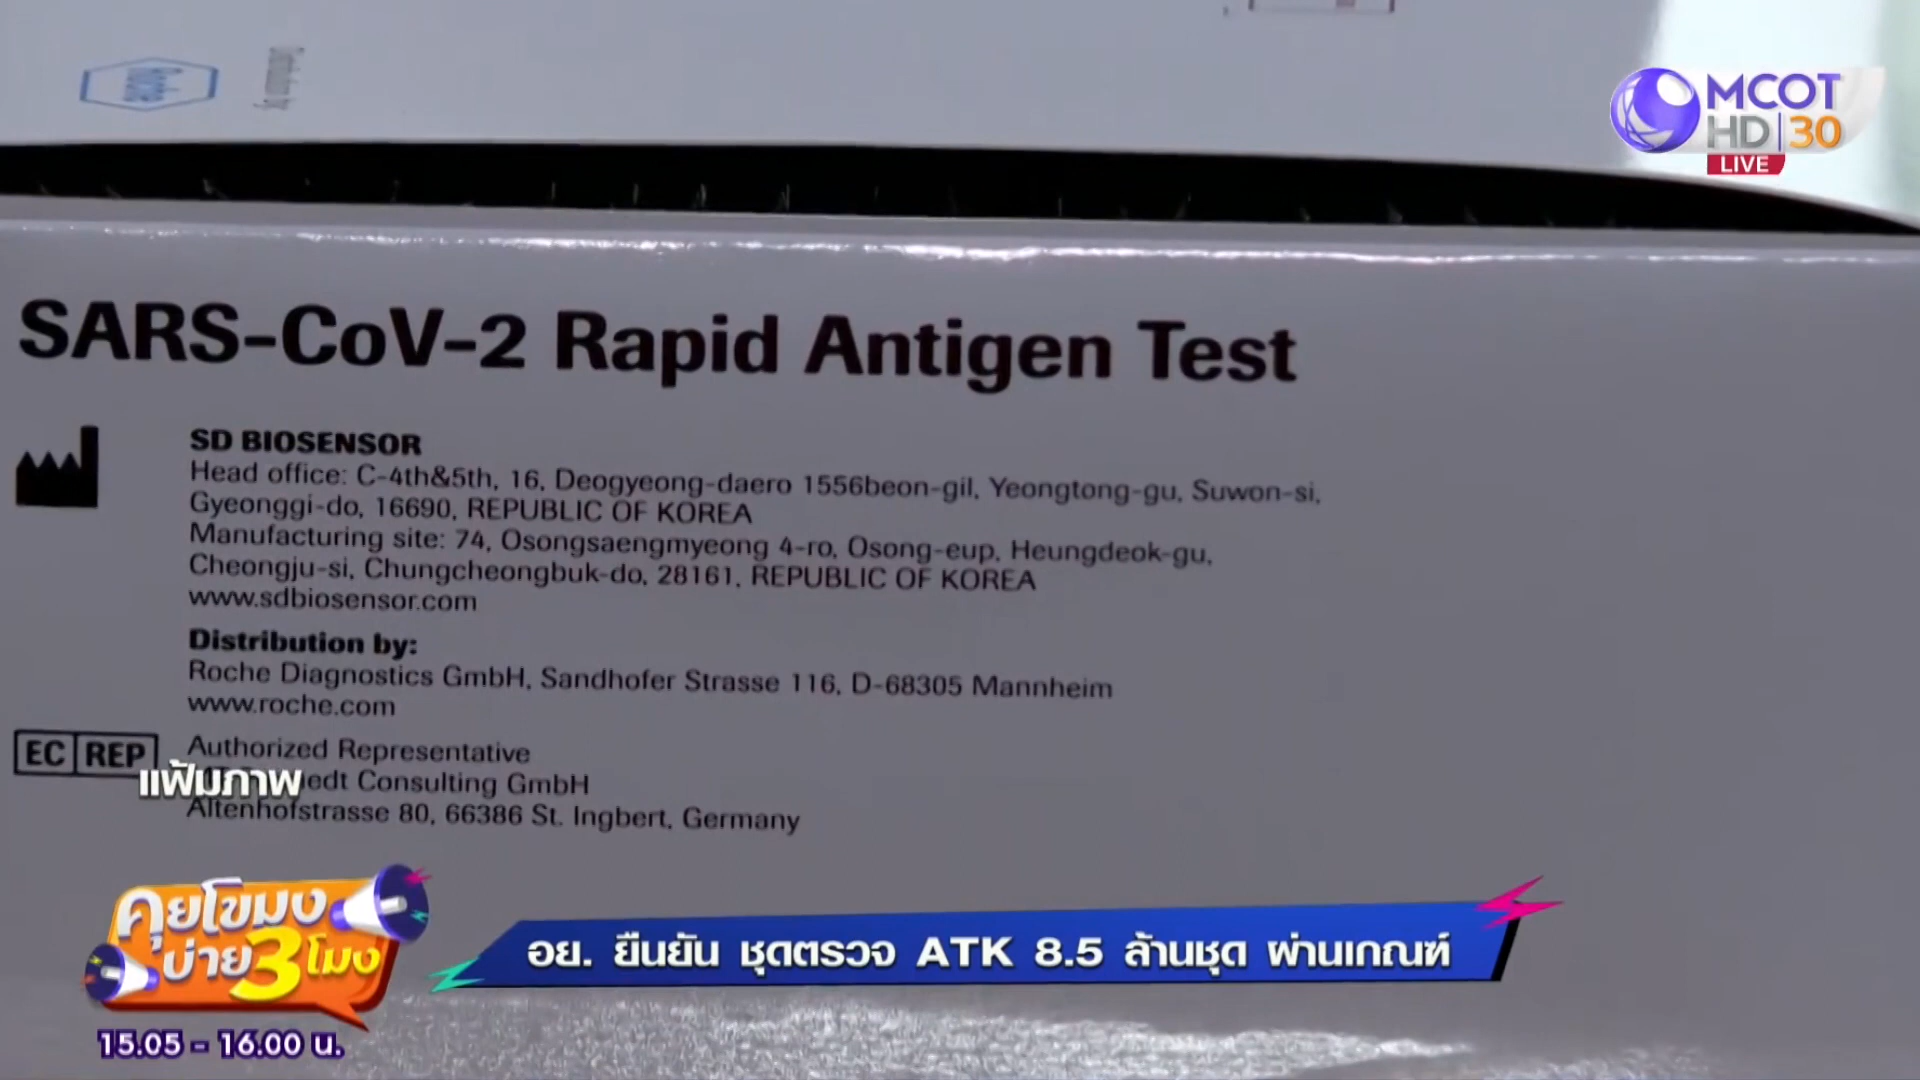 Roche
Distribution by
MCOT
HD 30
LIVE
SARS-CoV-2 Rapid Antigen Test
SD BIOSENSOR
Head office: C-4th&5th, 16, Deogyeong-daero 1556beon-gil, Yeongtong-gu, Suwon-si,
Gyeonggi-do, 16690, REPUBLIC OF KOREA
Manufacturing site: 74, Osongsaengmyeong 4-ro, Osong-eup, Heungdeok-gu,
Cheongju-si, Chungcheongbuk-do, 28161, REPUBLIC OF KOREA
www.sdbiosensor.com
Distribution by:
Roche Diagnostics GmbH, Sandhofer Strasse 116, D-68305 Mannheim
www.roche.com
EC REP
Authorized Representative
Consulting GmbH
แฟ้มภาพ
Altenhofstrasse 80, 66386 St. Ingbert, Germany
คุยโขมง
บ่าย 3 โมง
15.05 - 16.00 น.
อย. ยืนยัน ชุดตรวจ ATK 8.5 ล้านชุด ผ่านเกณฑ์